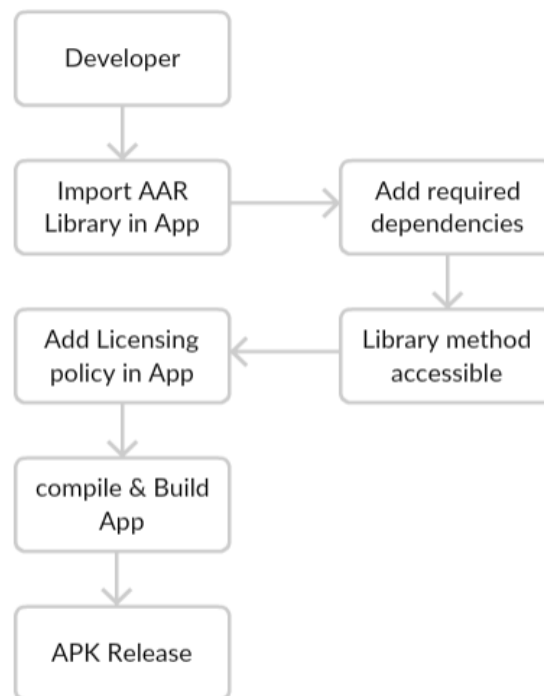 Developer
Import AAR
Library in App
Add required
dependencies
Library method
accessible
Add Licensing
policy in App
compile & Build
App
APK Release